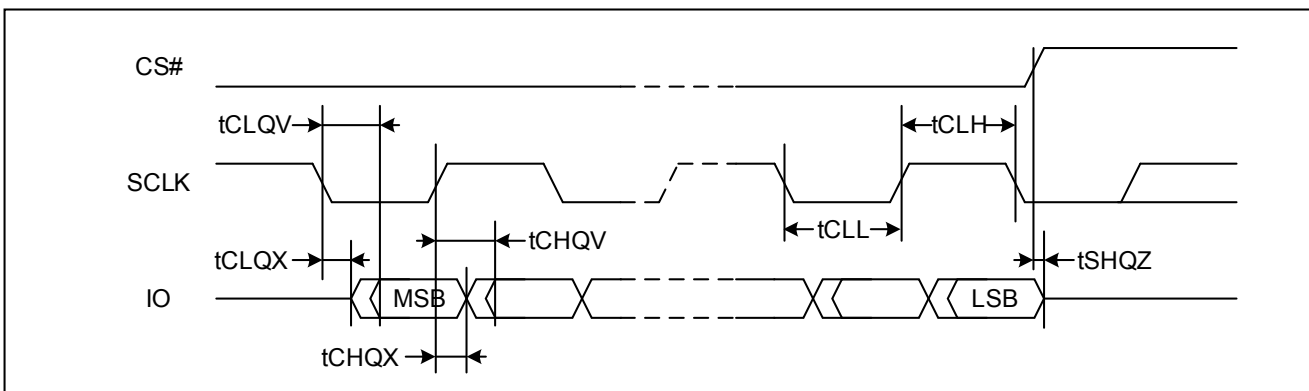 CS#
tCLQV
tCLH
SCLK
tCLL
tCHQV
tCLQX
tSHQZ
IO
MSB
LSB
tCHQX